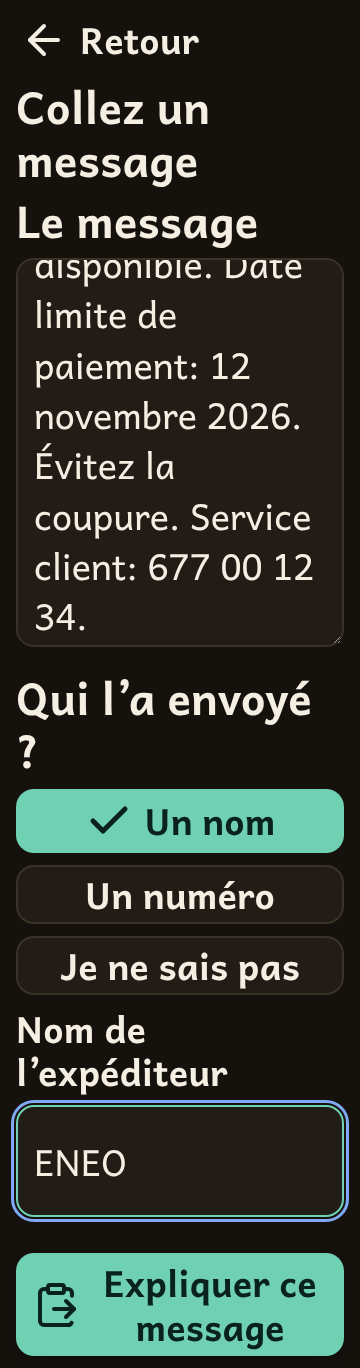 Retour
Collez un
message
Le message
disponible. Date
limite de
paiement: 12
novembre 2026.
Évitez la
coupure. Service
client: 677 00 12
34.
Qui l’a envoyé
?
Un nom
Un numéro
Je ne sais pas
Nom de
l’expéditeur
ENEO
Expliquer ce
message